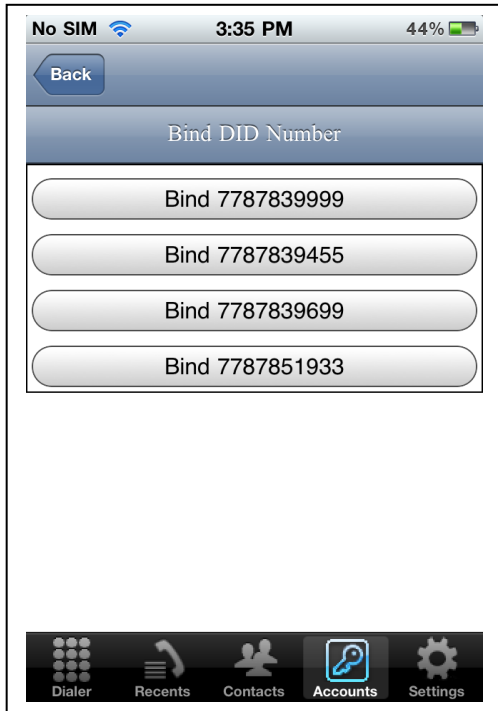 No SIM 3:35 PM 44%
Back
Bind DID Number
Bind 7787839999
Bind 7787839455
Bind 7787839699
Bind 7787851933
Dialer Recents Contacts Accounts Settings